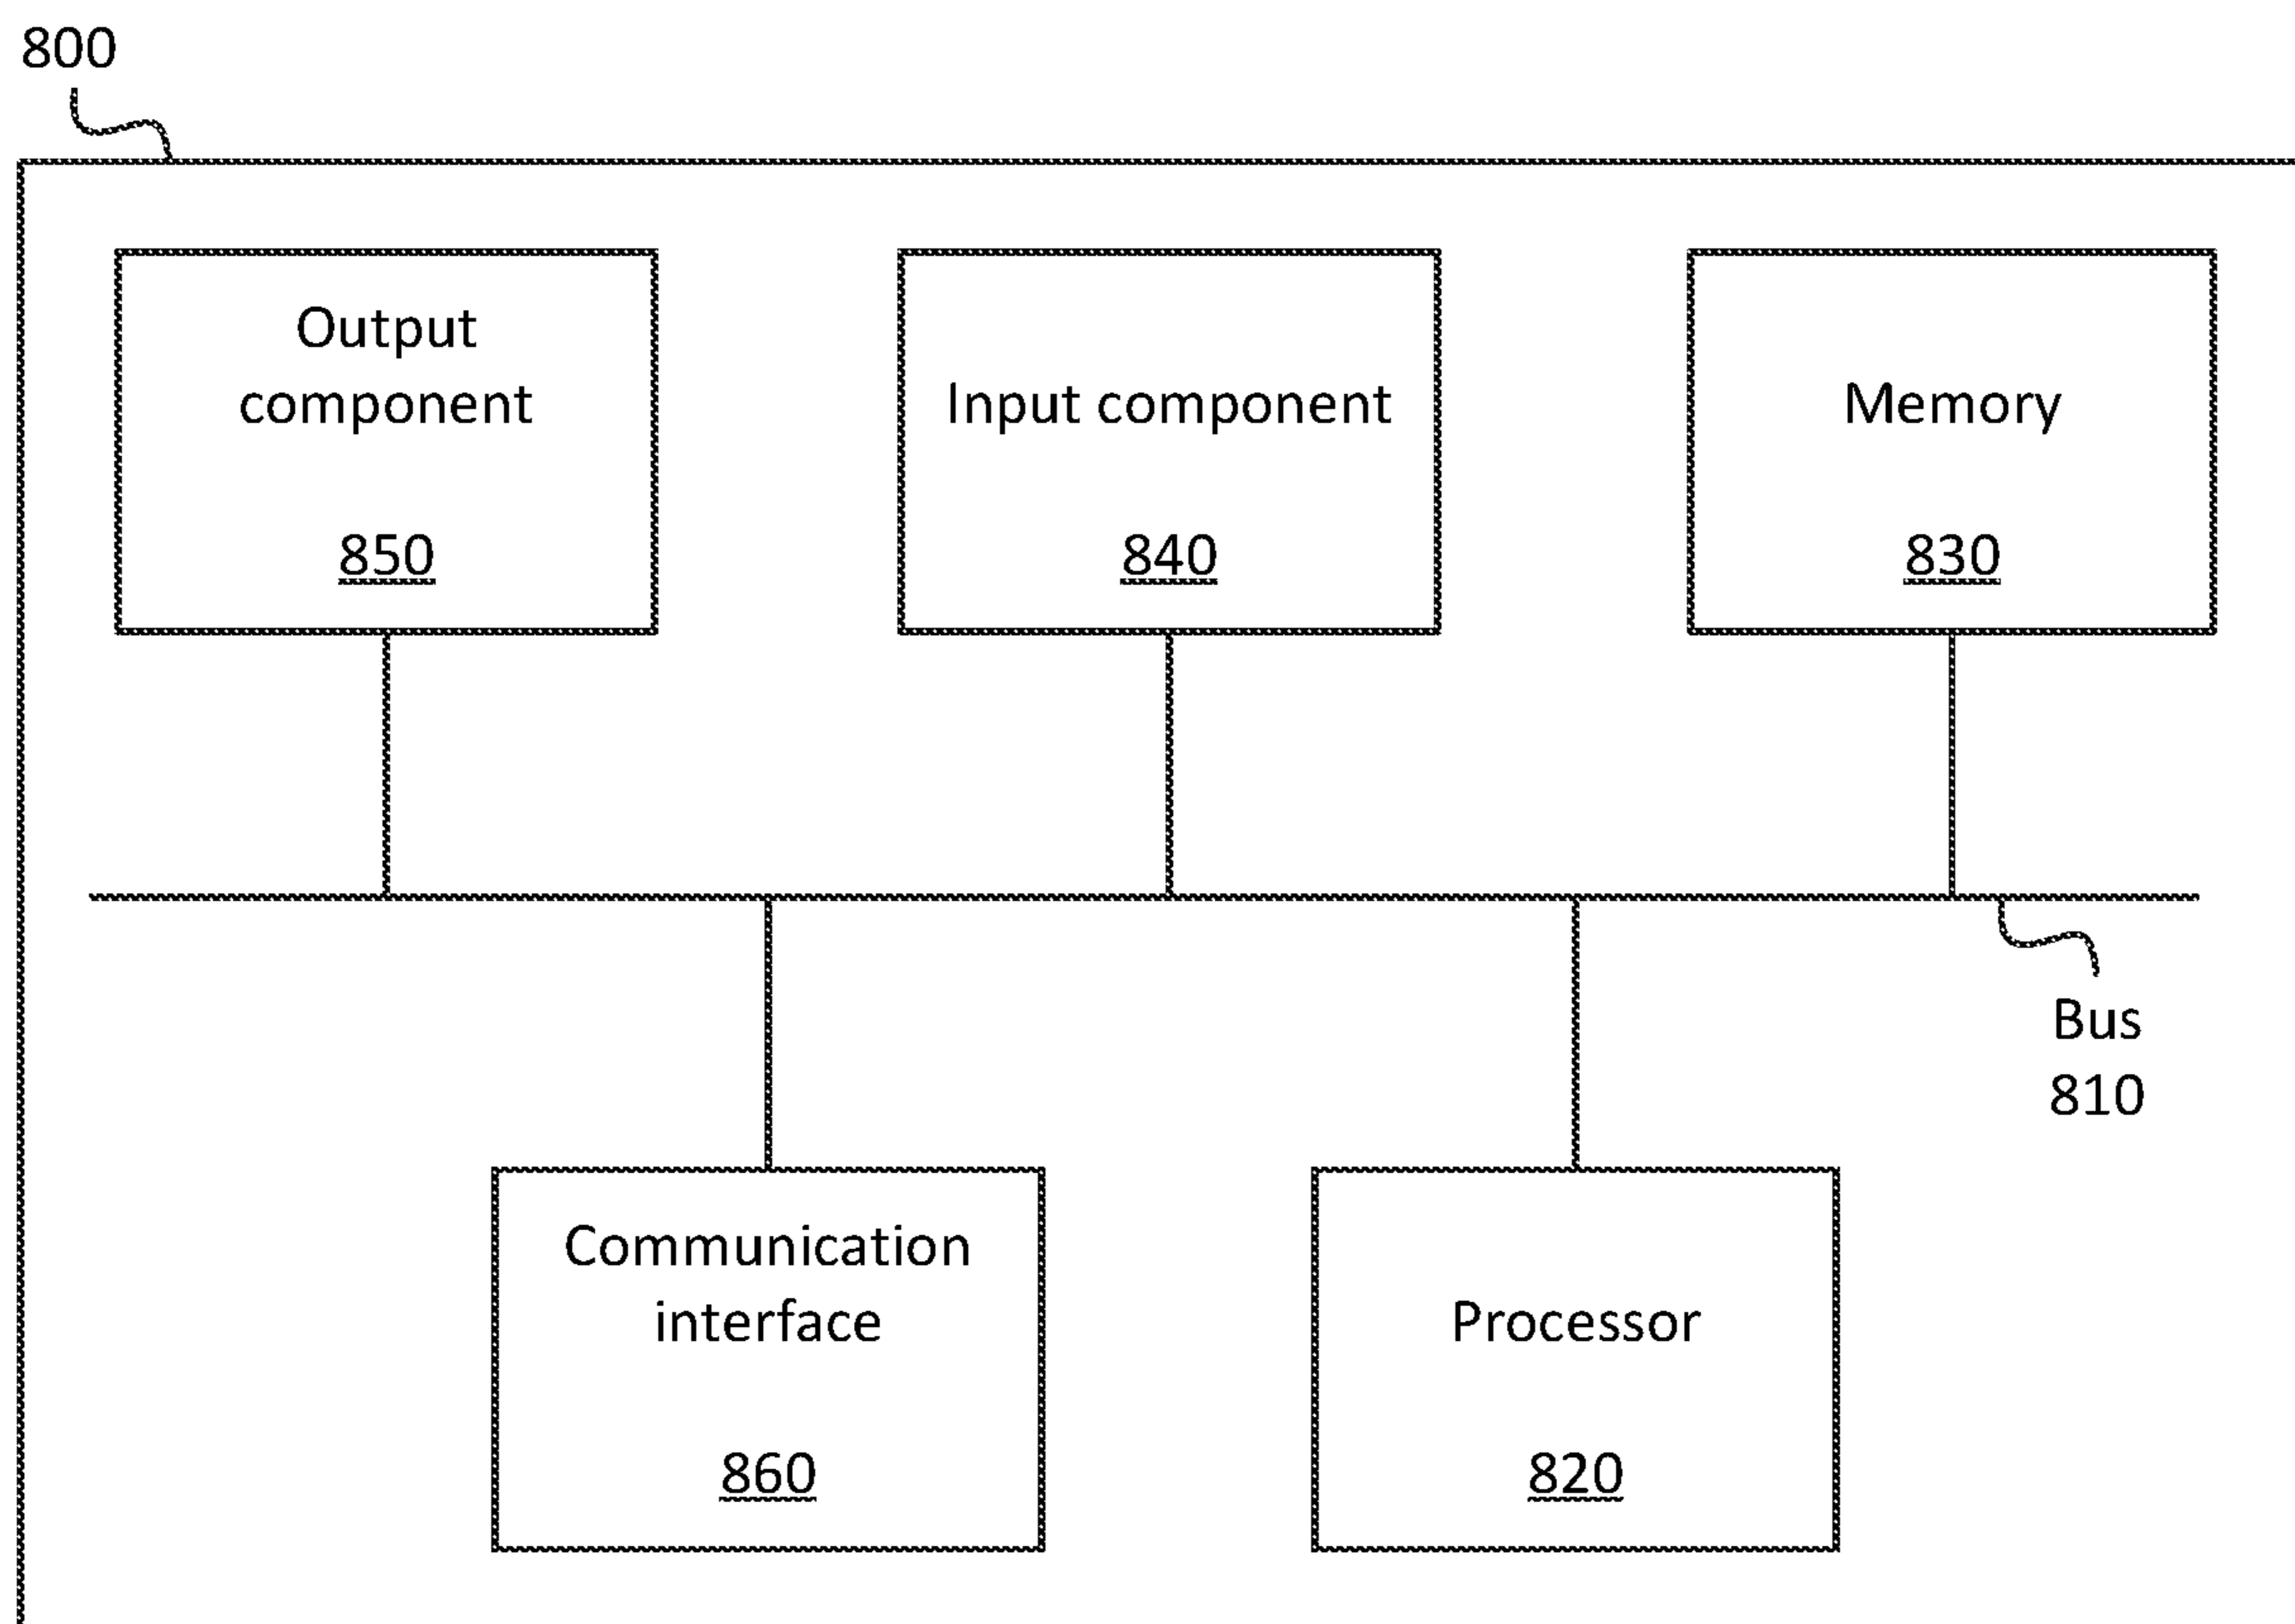 800
Output
component
850
Input component
840
Memory
830
Bus
810
Communication
interface
860
Processor
820